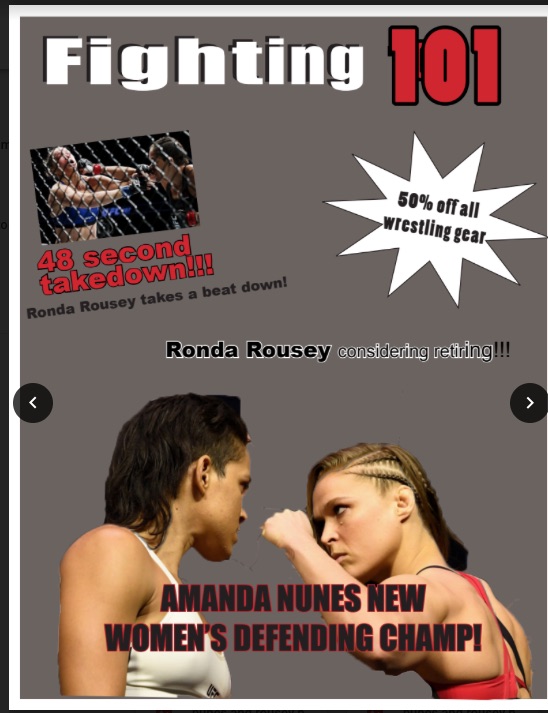 Fighting 101
50% off all
wrestling gear
48 second
takedown!!!
Ronda Rousey takes a beat down!
Ronda Rousey considering retiring!!!
AMANDA NUNES NEW
WOMEN'S DEFENDING CHAMP!